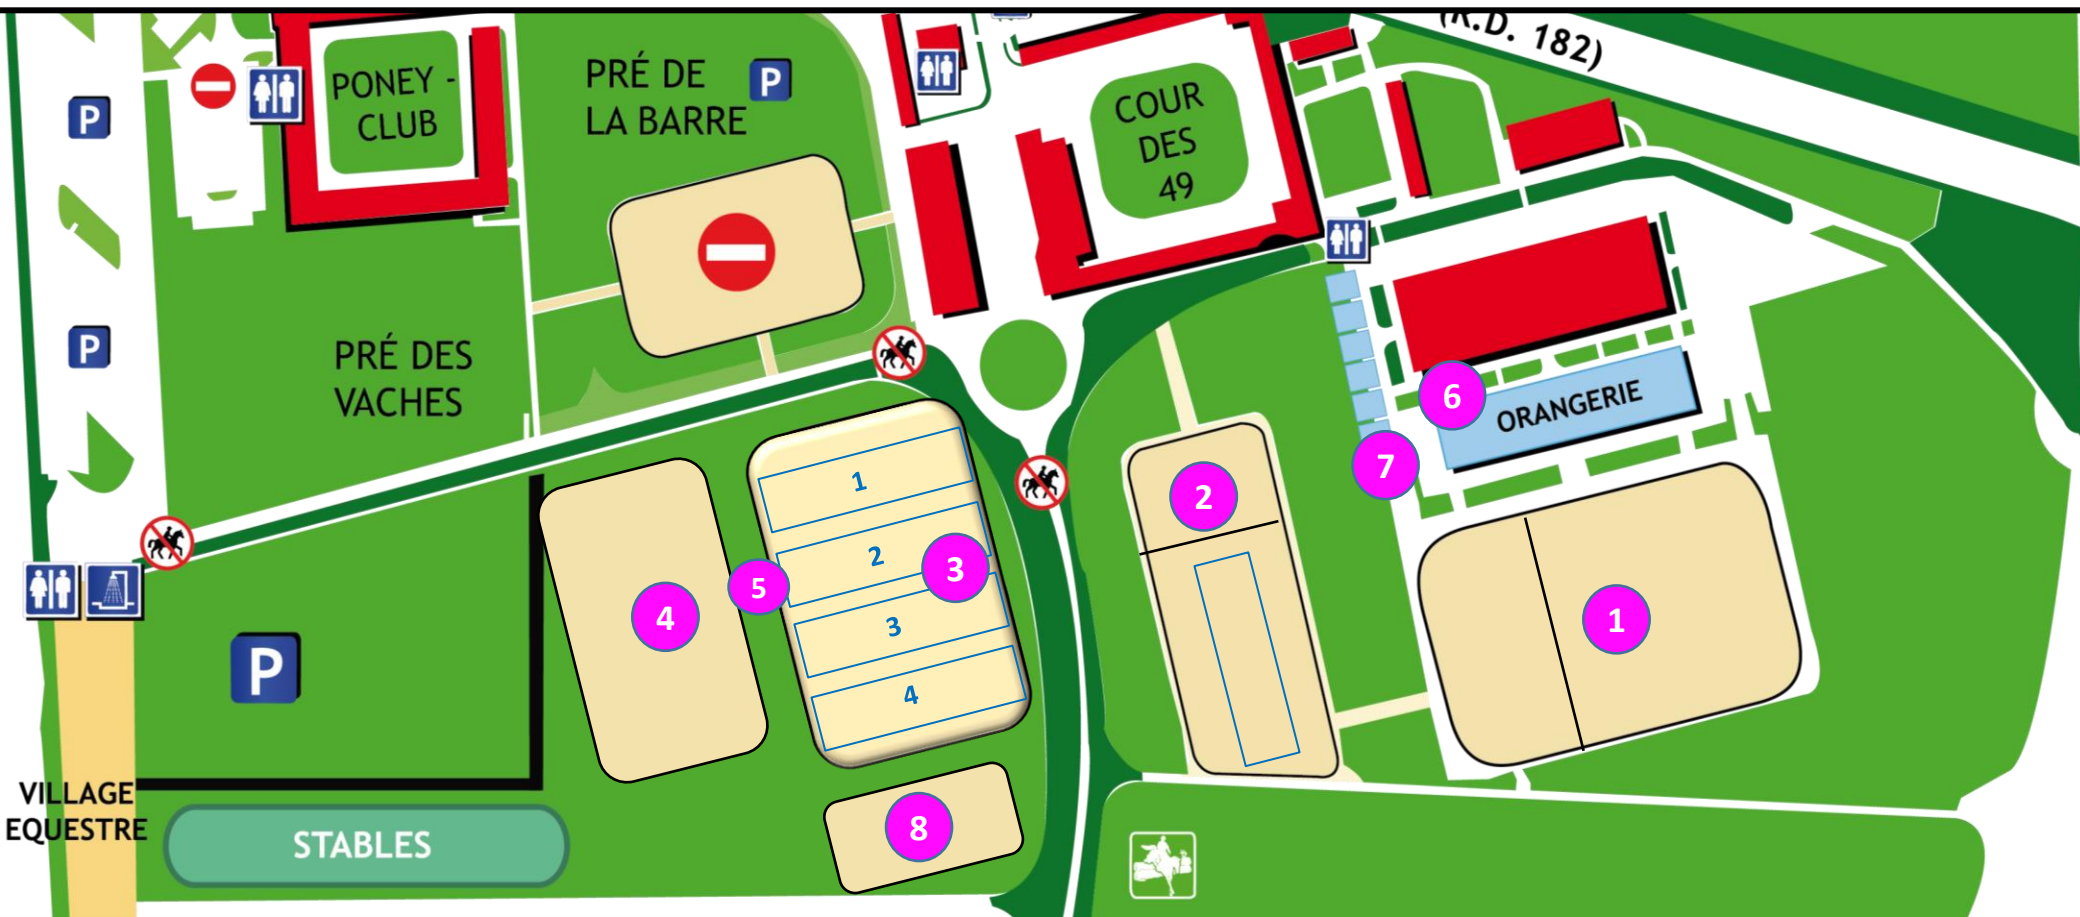 (R.D. 182)
P
PONEY -
CLUB
PRÉ DE
LA BARRE
P
COUR
DES
49
P
PRÉ DES
VACHES
6
ORANGERIE
7
1
2
2
3
5
4
3
1
P
4
VILLAGE
EQUESTRE
STABLES
8